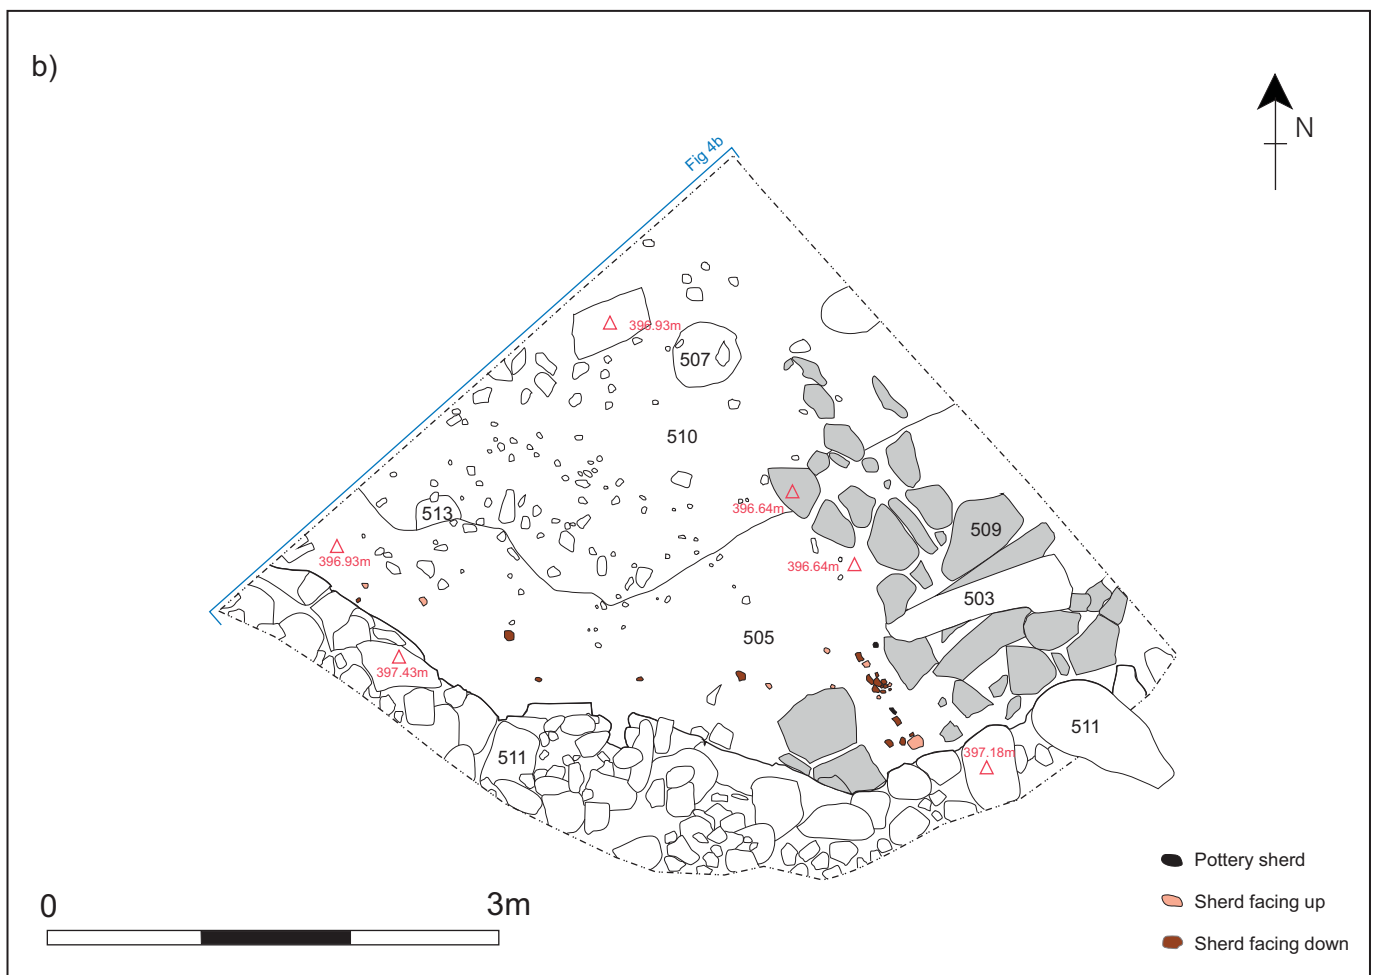 b)
N
Fig 4b
396.93m
507
510
513
396.64m
509
396.93m
396.64m
503
505
397.43m
511
511
397.18m
Pottery sherd
0
3m
Sherd facing up
Sherd facing down